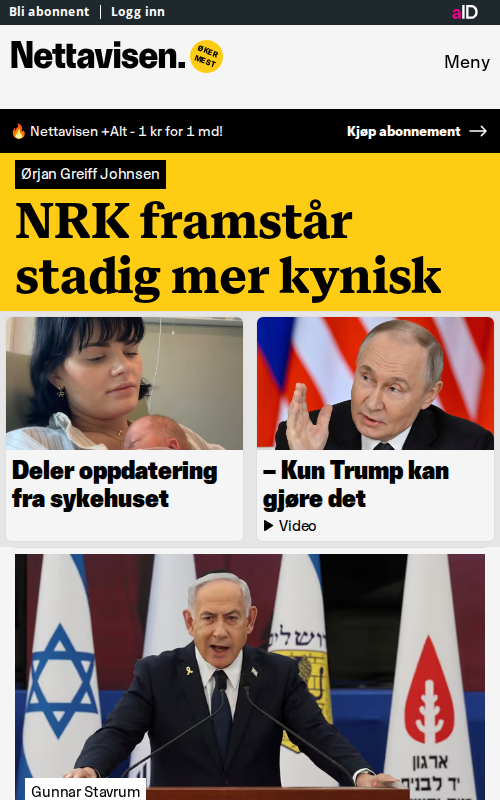 Bli abonnent
Logg inn
aID
Nettavisen.
ØKER
MEST
Meny
🔥 Nettavisen +Alt - 1 kr for 1 md!
Kjøp abonnement
Ørjan Greiff Johnsen
NRK framstår
stadig mer kynisk
Deler oppdatering
fra sykehuset
– Kun Trump kan
gjøre det
Video
ארגון
יד לבנים
Gunnar Stavrum